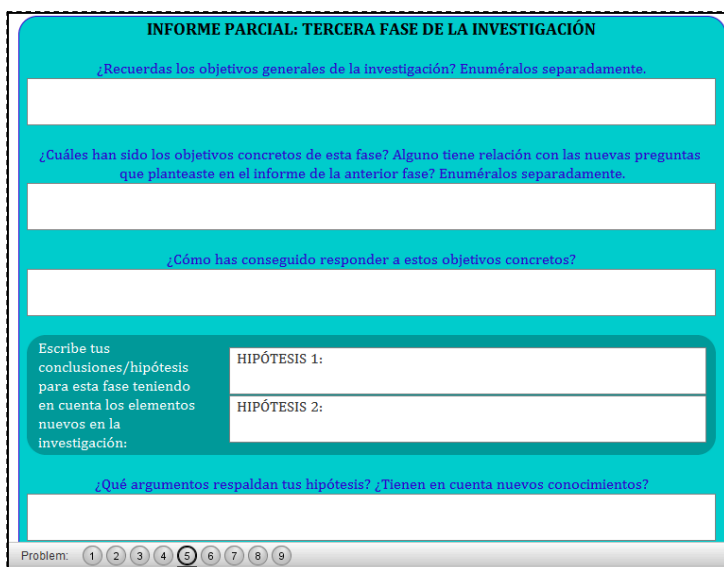 INFORME PARCIAL: TERCERA FASE DE LA INVESTIGACIÓN
¿Recuerdas los objetivos generales de la investigación? Enuméralos separadamente.
¿Cuáles han sido los objetivos concretos de esta fase? Alguno tiene relación con las nuevas preguntas
que planteaste en el informe de la anterior fase? Enuméralos separadamente.
¿Cómo has conseguido responder a estos objetivos concretos?
Escribe tus
conclusiones/hipótesis
para esta fase teniendo
en cuenta los elementos
nuevos en la
investigación:
HIPÓTESIS 1:
HIPÓTESIS 2:
¿Qué argumentos respaldan tus hipótesis? ¿Tienen en cuenta nuevos conocimientos?
Problem: 1 2 3 4 5 6 7 8 9